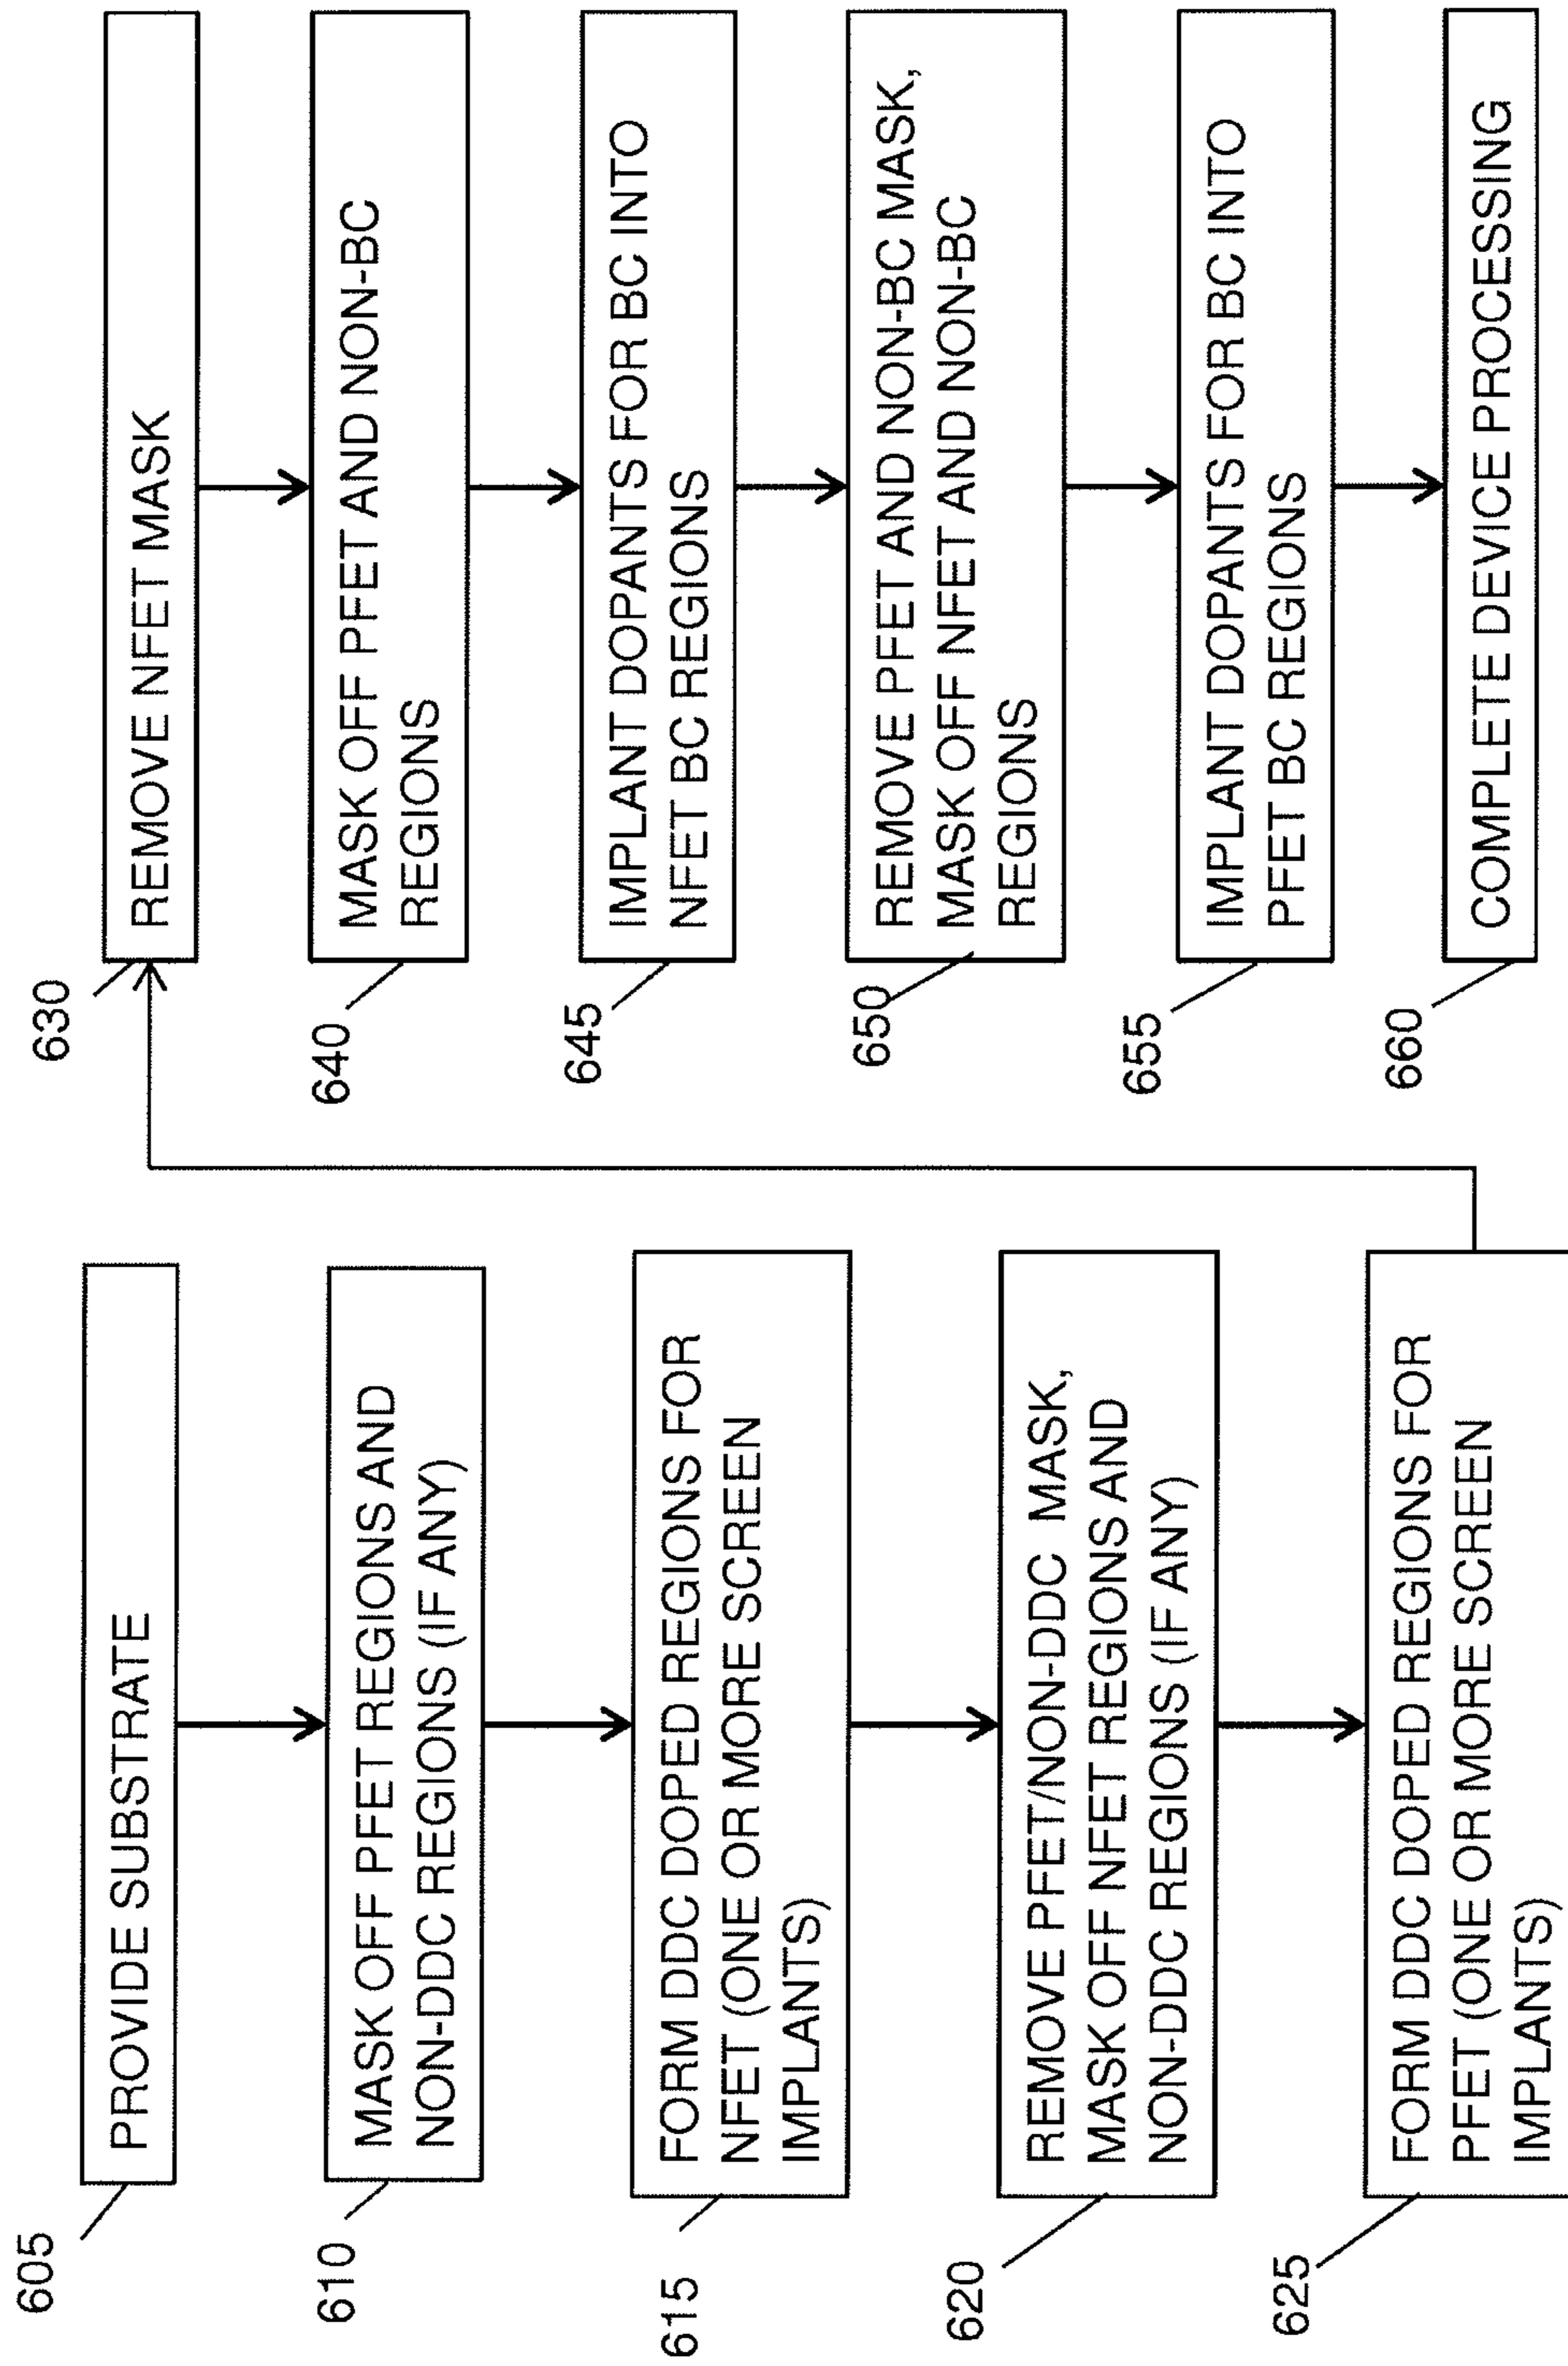 605
PROVIDE SUBSTRATE
610
MASK OFF PFET REGIONS AND
NON-DDC REGIONS (IF ANY)
615
FORM DDC DOPED REGIONS FOR
NFET (ONE OR MORE SCREEN
IMPLANTS)
620
REMOVE PFET/NON-DDC MASK,
MASK OFF NFET REGIONS AND
NON-DDC REGIONS (IF ANY)
625
FORM DDC DOPED REGIONS FOR
PFET (ONE OR MORE SCREEN
IMPLANTS)
630
REMOVE NFET MASK
640
MASK OFF PFET AND NON-BC
REGIONS
645
IMPLANT DOPANTS FOR BC INTO
NFET BC REGIONS
650
REMOVE PFET AND NON-BC MASK,
MASK OFF NFET AND NON-BC
REGIONS
655
IMPLANT DOPANTS FOR BC INTO
PFET BC REGIONS
660
COMPLETE DEVICE PROCESSING